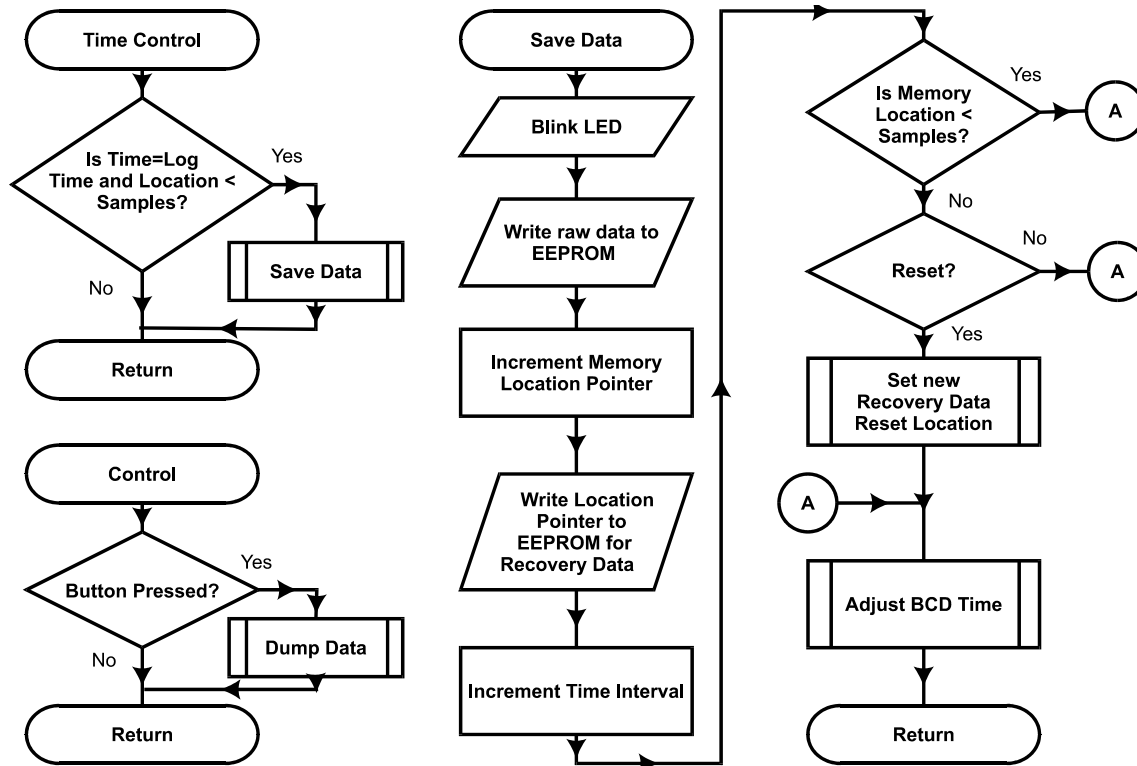 Time Control
Is Time=Log
Time and Location <
Samples?
Yes
Save Data
No
Return
Control
Button Pressed?
Yes
Dump Data
No
Return
Save Data
Blink LED
Write raw data to
EEPROM
Increment Memory
Location Pointer
Write Location
Pointer to
EEPROM for
Recovery Data
Increment Time Interval
Is Memory
Location <
Samples?
Yes
A
No
Reset?
No
A
Yes
Set new
Recovery Data
Reset Location
A
Adjust BCD Time
Return